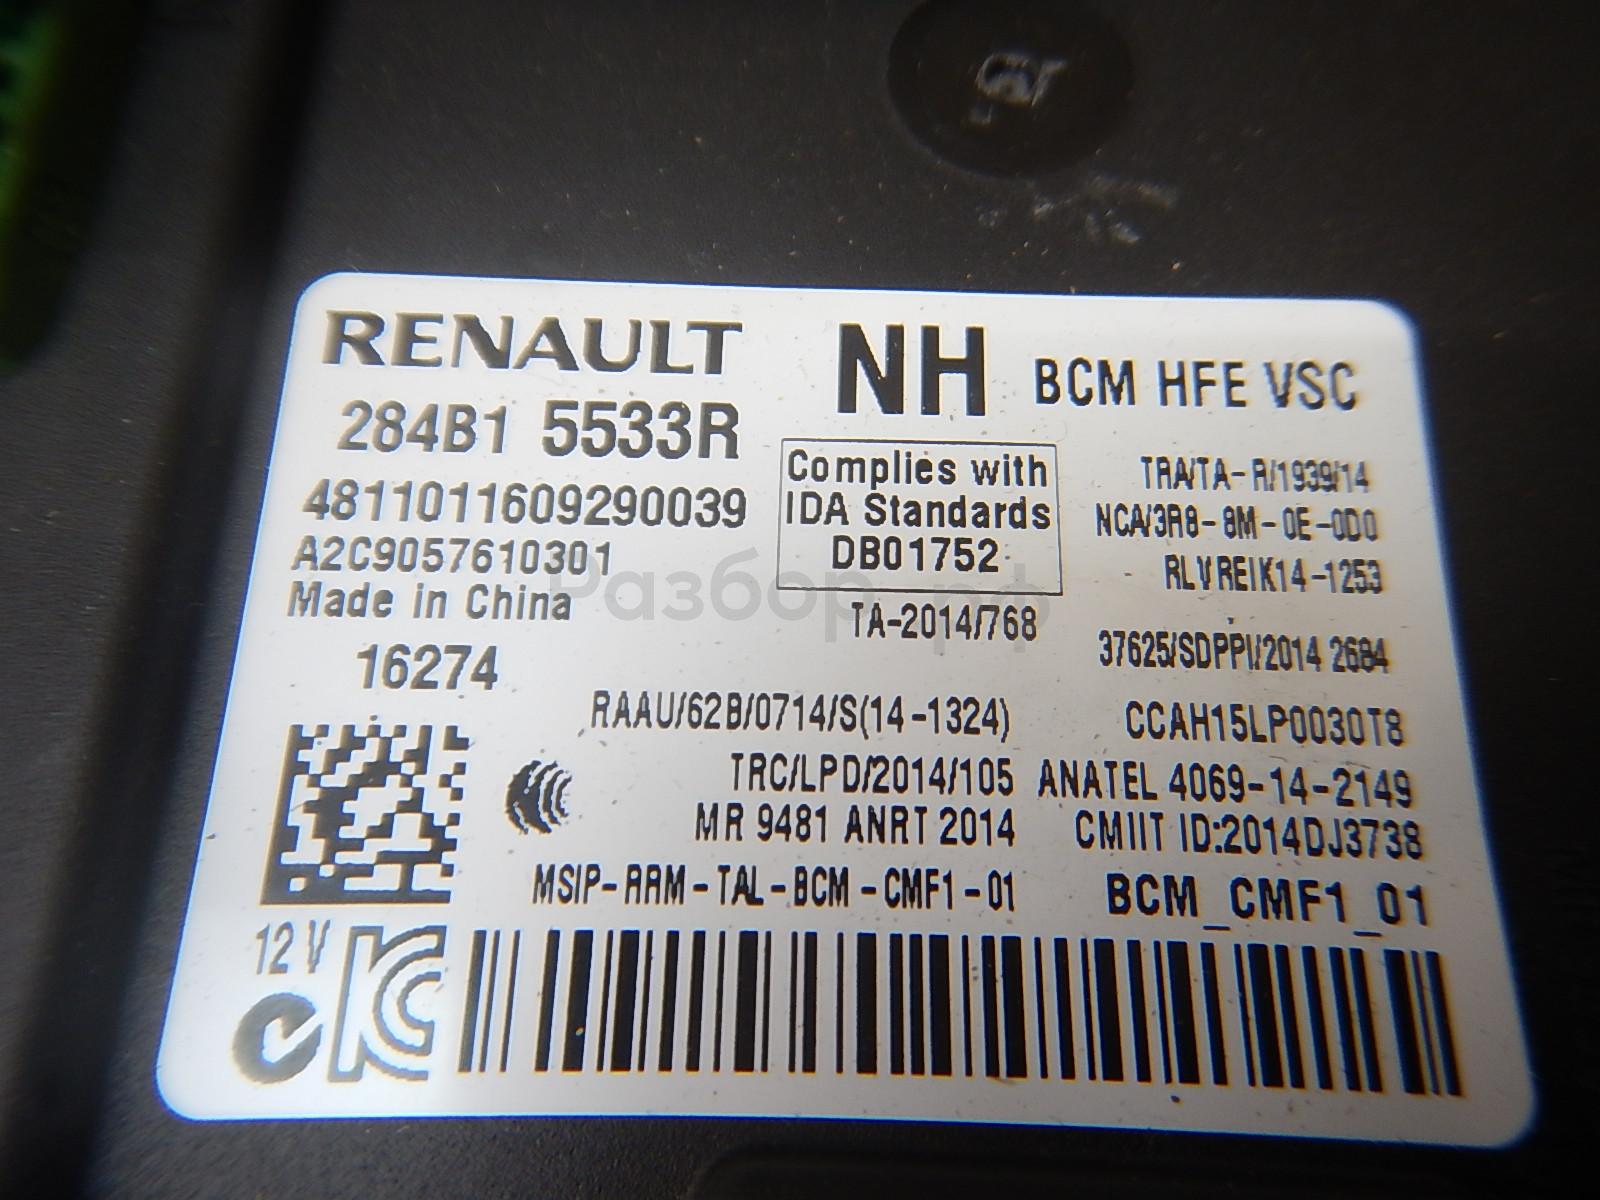 RENAULT NH BCM HFE VSC
284B1 5533R
4811011609290039
A2C9057610301
Made in China
16274
Complies with
IDA Standards
DB01752
TA-2014/768
TRA/TA-R/1939/14
NCA/3R8-8M-0E-0D0
RLVREIK14-1253
37625/SDPPI/2014 2684
RAAU/62B/0714/S(14-1324) CCAH15LP0030T8
TRC/LPD/2014/105 ANATEL 4069-14-2149
MR 9481 ANRT 2014 CMIIT ID:2014DJ3738
MSIP-RRM-TAL-BCM-CMF1-01 BCM_CMF1_01
12 V
Разбор.рф